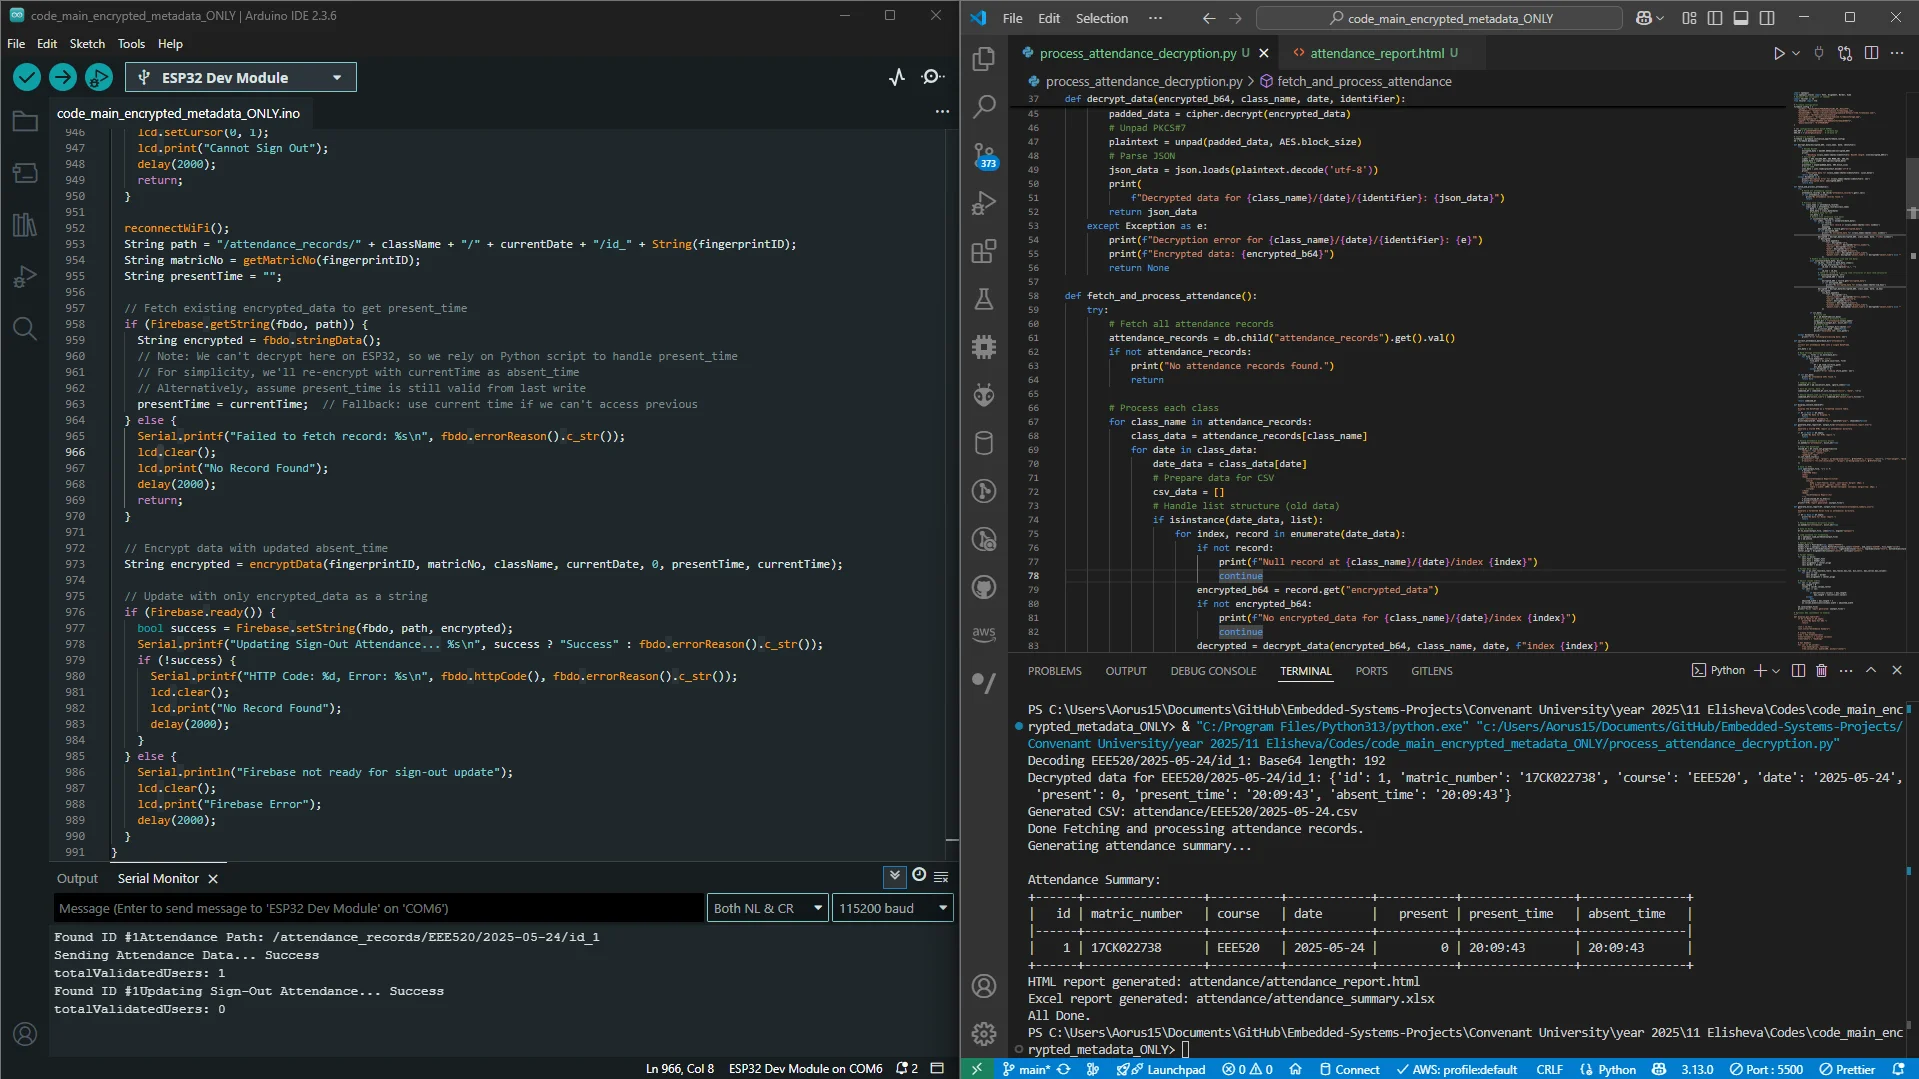 code_main_encrypted_metadata_ONLY | Arduino IDE 2.3.6
File Edit Sketch Tools Help
ESP32 Dev Module
code_main_encrypted_metadata_ONLY.ino
946 lcd.setCursor(0, 1);
947 lcd.print("Cannot Sign Out");
948 delay(2000);
949 return;
950 }
951
952 reconnectWiFi();
953 String path = "/attendance_records/" + className + "/" + currentDate + "/id_" + String(fingerprintID);
954 String matricNo = getMatricNo(fingerprintID);
955 String presentTime = "";
956
957 // Fetch existing encrypted_data to get present_time
958 if (Firebase.getString(fbdo, path)) {
959 String encrypted = fbdo.stringData();
960 // Note: We can't decrypt here on ESP32, so we rely on Python script to handle present_time
961 // For simplicity, we'll re-encrypt with currentTime as absent_time
962 // Alternatively, assume present_time is still valid from last write
963 presentTime = currentTime; // Fallback: use current time if we can't access previous
964 } else {
965 Serial.printf("Failed to fetch record: %s\n", fbdo.errorReason().c_str());
966 lcd.clear();
967 lcd.print("No Record Found");
968 delay(2000);
969 return;
970 }
971
972 // Encrypt data with updated absent_time
973 String encrypted = encryptData(fingerprintID, matricNo, className, currentDate, 0, presentTime, currentTime);
974
975 // Update with only encrypted_data as a string
976 if (Firebase.ready()) {
977 bool success = Firebase.setString(fbdo, path, encrypted);
978 Serial.printf("Updating Sign-Out Attendance... %s\n", success ? "Success" : fbdo.errorReason().c_str());
979 if (!success) {
980 Serial.printf("HTTP Code: %d, Error: %s\n", fbdo.httpCode(), fbdo.errorReason().c_str());
981 lcd.clear();
982 lcd.print("No Record Found");
983 delay(2000);
984 }
985 } else {
986 Serial.println("Firebase not ready for sign-out update");
987 lcd.clear();
988 lcd.print("Firebase Error");
989 delay(2000);
990 }
991 }
Output Serial Monitor
Message (Enter to send message to 'ESP32 Dev Module' on 'COM6') Both NL & CR 115200 baud
Found ID #1Attendance Path: /attendance_records/EEE520/2025-05-24/id_1
Sending Attendance Data... Success
totalValidatedUsers: 1
Found ID #1Updating Sign-Out Attendance... Success
totalValidatedUsers: 0
Ln 966, Col 8 ESP32 Dev Module on COM6 2
File Edit Selection ··· code_main_encrypted_metadata_ONLY
process_attendance_decryption.py U attendance_report.html U
process_attendance_decryption.py > fetch_and_process_attendance
373
aws
37 def decrypt_data(encrypted_b64, class_name, date, identifier):
45 padded_data = cipher.decrypt(encrypted_data)
46 # Unpad PKCS#7
47 plaintext = unpad(padded_data, AES.block_size)
48 # Parse JSON
49 json_data = json.loads(plaintext.decode('utf-8'))
50 print(
51 f"Decrypted data for {class_name}/{date}/{identifier}: {json_data}")
52 return json_data
53 except Exception as e:
54 print(f"Decryption error for {class_name}/{date}/{identifier}: {e}")
55 print(f"Encrypted data: {encrypted_b64}")
56 return None
57
58 def fetch_and_process_attendance():
59 try:
60 # Fetch all attendance records
61 attendance_records = db.child("attendance_records").get().val()
62 if not attendance_records:
63 print("No attendance records found.")
64 return
65
66 # Process each class
67 for class_name in attendance_records:
68 class_data = attendance_records[class_name]
69 for date in class_data:
70 date_data = class_data[date]
71 # Prepare data for CSV
72 csv_data = []
73 # Handle list structure (old data)
74 if isinstance(date_data, list):
75 for index, record in enumerate(date_data):
76 if not record:
77 print(f"Null record at {class_name}/{date}/index {index}")
78 continue
79 encrypted_b64 = record.get("encrypted_data")
80 if not encrypted_b64:
81 print(f"No encrypted_data for {class_name}/{date}/index {index}")
82 continue
83 decrypted = decrypt_data(encrypted_b64, class_name, date, f"index {index}")
PROBLEMS OUTPUT DEBUG CONSOLE TERMINAL PORTS GITLENS Python
PS C:\Users\Aorus15\Documents\GitHub\Embedded-Systems-Projects\Convenant University\year 2025\11 Elisheva\Codes\code_main_enc
rypted_metadata_ONLY> & "C:/Program Files/Python313/python.exe" "c:/Users/Aorus15/Documents/GitHub/Embedded-Systems-Projects/
Convenant University/year 2025/11 Elisheva/Codes/code_main_encrypted_metadata_ONLY/process_attendance_decryption.py"
Decoding EEE520/2025-05-24/id_1: Base64 length: 192
Decrypted data for EEE520/2025-05-24/id_1: {'id': 1, 'matric_number': '17CK022738', 'course': 'EEE520', 'date': '2025-05-24',
'present': 0, 'present_time': '20:09:43', 'absent_time': '20:09:43'}
Generated CSV: attendance/EEE520/2025-05-24.csv
Done Fetching and processing attendance records.
Generating attendance summary...
Attendance Summary:
| id | matric_number | course | date | present | present_time | absent_time |
| 1 | 17CK022738 | EEE520 | 2025-05-24 | 0 | 20:09:43 | 20:09:43 |
HTML report generated: attendance/attendance_report.html
Excel report generated: attendance/attendance_summary.xlsx
All Done.
PS C:\Users\Aorus15\Documents\GitHub\Embedded-Systems-Projects\Convenant University\year 2025\11 Elisheva\Codes\code_main_enc
rypted_metadata_ONLY>
main* Launchpad 0 0 Connect AWS: profile:default CRLF Python 3.13.0 Port : 5500 Prettier